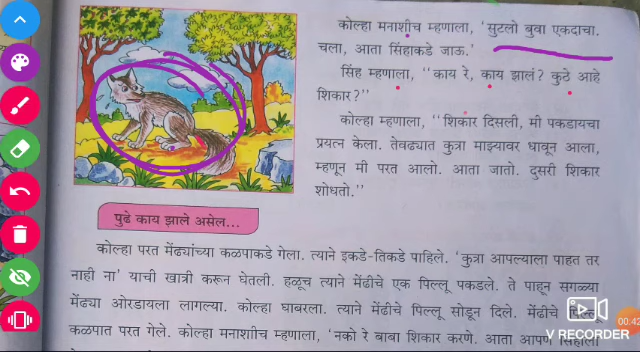 कोल्हा मनाशीच म्हणाला, ‘सुटलो बुवा एकदाचा.
चला, आता सिंहाकडे जाऊ.’
सिंह म्हणाला, ‘‘काय रे, काय झालं? कुठे आहे
शिकार?’’
कोल्हा म्हणाला, ‘‘शिकार दिसली, मी पकडायचा
प्रयत्न केला. तेवढ्यात कुत्रा माझ्यावर धावून आला,
म्हणून मी परत आलो. आता जातो. दुसरी शिकार
शोधतो.’’
पुढे काय झाले असेल...
कोल्हा परत मेंढ्यांच्या कळपाकडे गेला. त्याने इकडे-तिकडे पाहिले. ‘कुत्रा आपल्याला पाहत तर
नाही ना’ याची खात्री करून घेतली. हळूच त्याने मेंढीचे एक पिल्लू पकडले. ते पाहून सगळ्या
मेंढ्या ओरडायला लागल्या. कोल्हा घाबरला. त्याने मेंढीचे पिल्लू सोडून दिले. मेंढीचे पिल्लू
कळपात परत गेले. कोल्हा मनाशीच म्हणाला, ‘नको रे बाबा शिकार करणे. आता आपण सिंहाला
00:42
V RECORDER